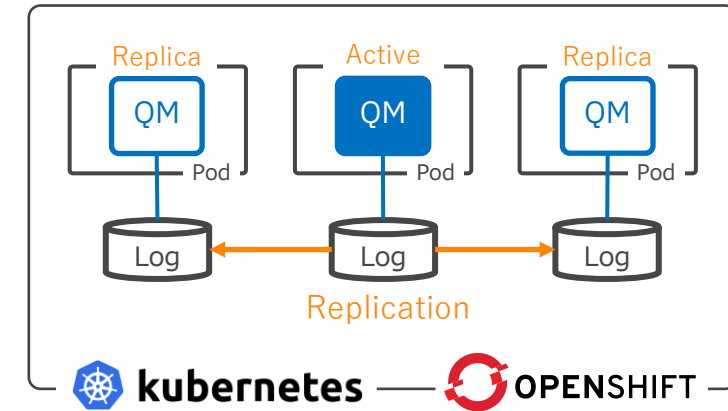 Replica
Active
Replica
QM
QM
QM
Pod
Pod
Pod
Log
Log
Log
Replication
kubernetes
OPENSHIFT